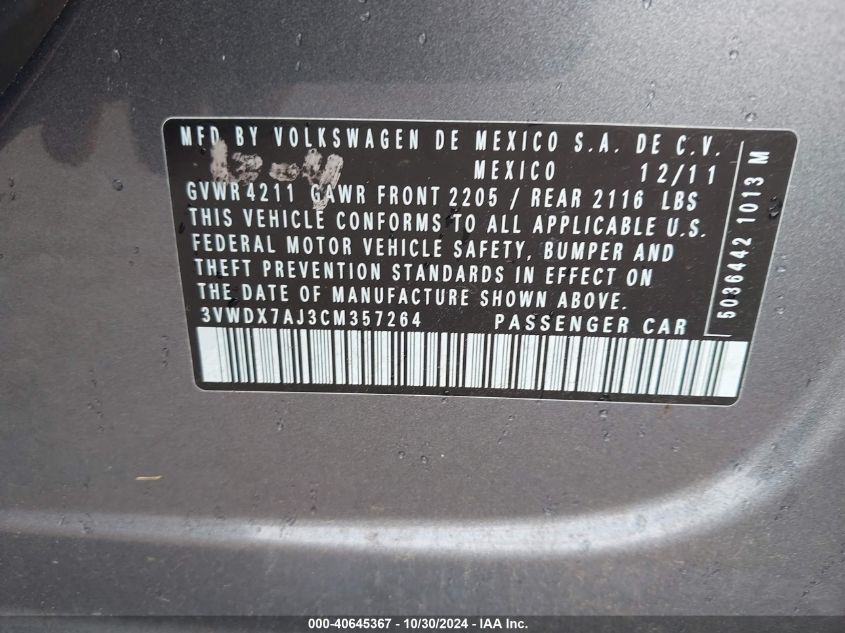 MFD BY VOLKSWAGEN DE MEXICO S.A. DE C.V.
MEXICO 12/11
GVWR 4211 GAWR FRONT 2205 / REAR 2116 LBS
THIS VEHICLE CONFORMS TO ALL APPLICABLE U.S.
FEDERAL MOTOR VEHICLE SAFETY, BUMPER AND
THEFT PREVENTION STANDARDS IN EFFECT ON
THE DATE OF MANUFACTURE SHOWN ABOVE.
3VWDX7AJ3CM357264 PASSENGER CAR
5036442 1013 M
000-40645367 - 10/30/2024 - IAA Inc.